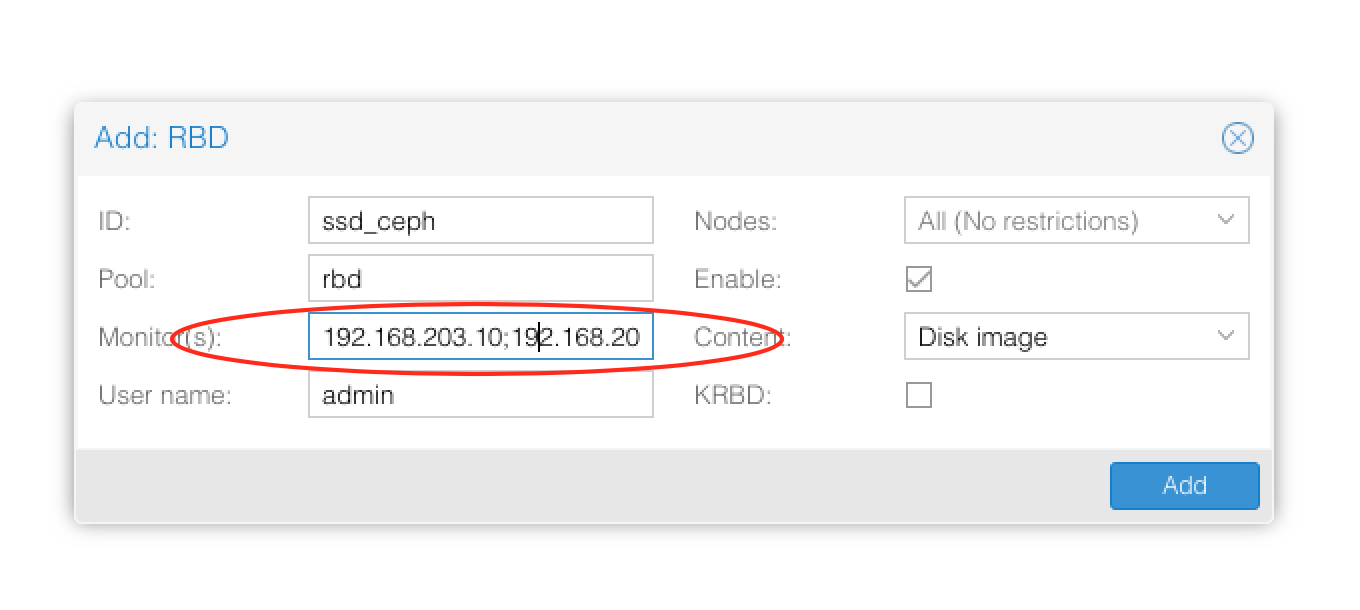 Add: RBD
ID: ssd_ceph Nodes: All (No restrictions)
Pool: rbd Enable:
Monitor(s): 192.168.203.10;192.168.20 Content: Disk image
User name: admin KRBD:
Add